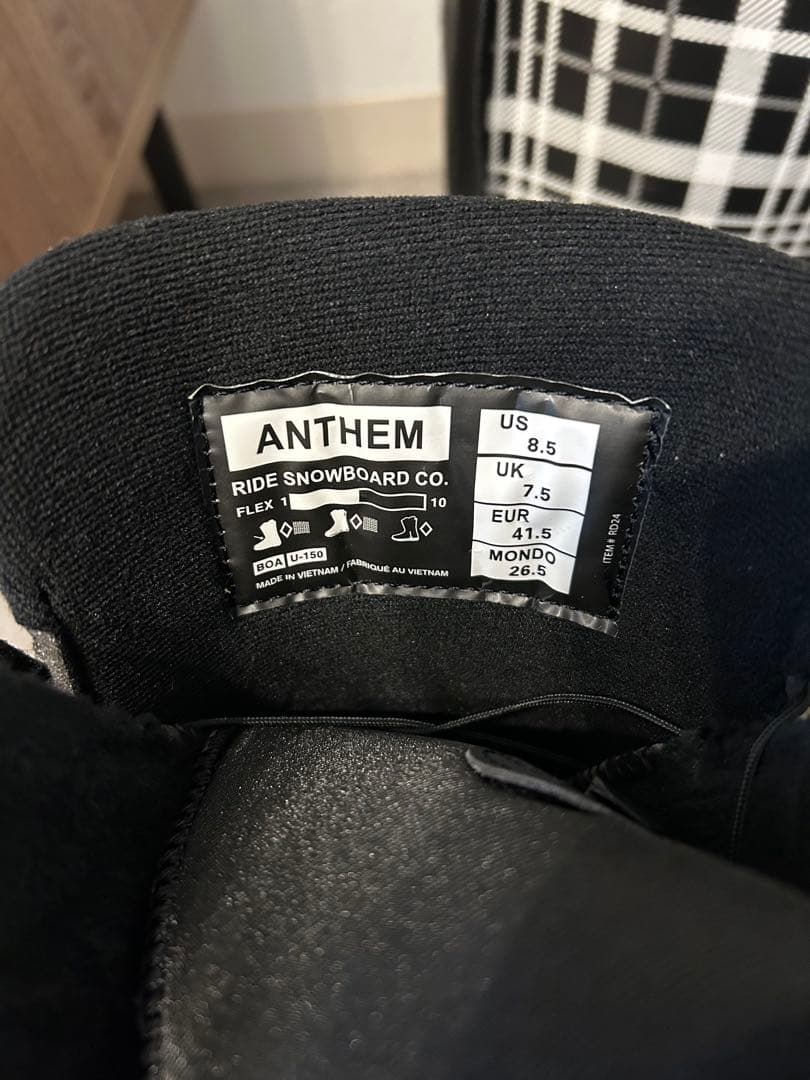 ANTHEM
RIDE SNOWBOARD CO.
FLEX 1 10
BOA U-150
MADE IN VIETNAM / FABRIQUÉ AU VIETNAM
US
8.5
UK
7.5
EUR
41.5
MONDO
26.5
ITEM# RD24